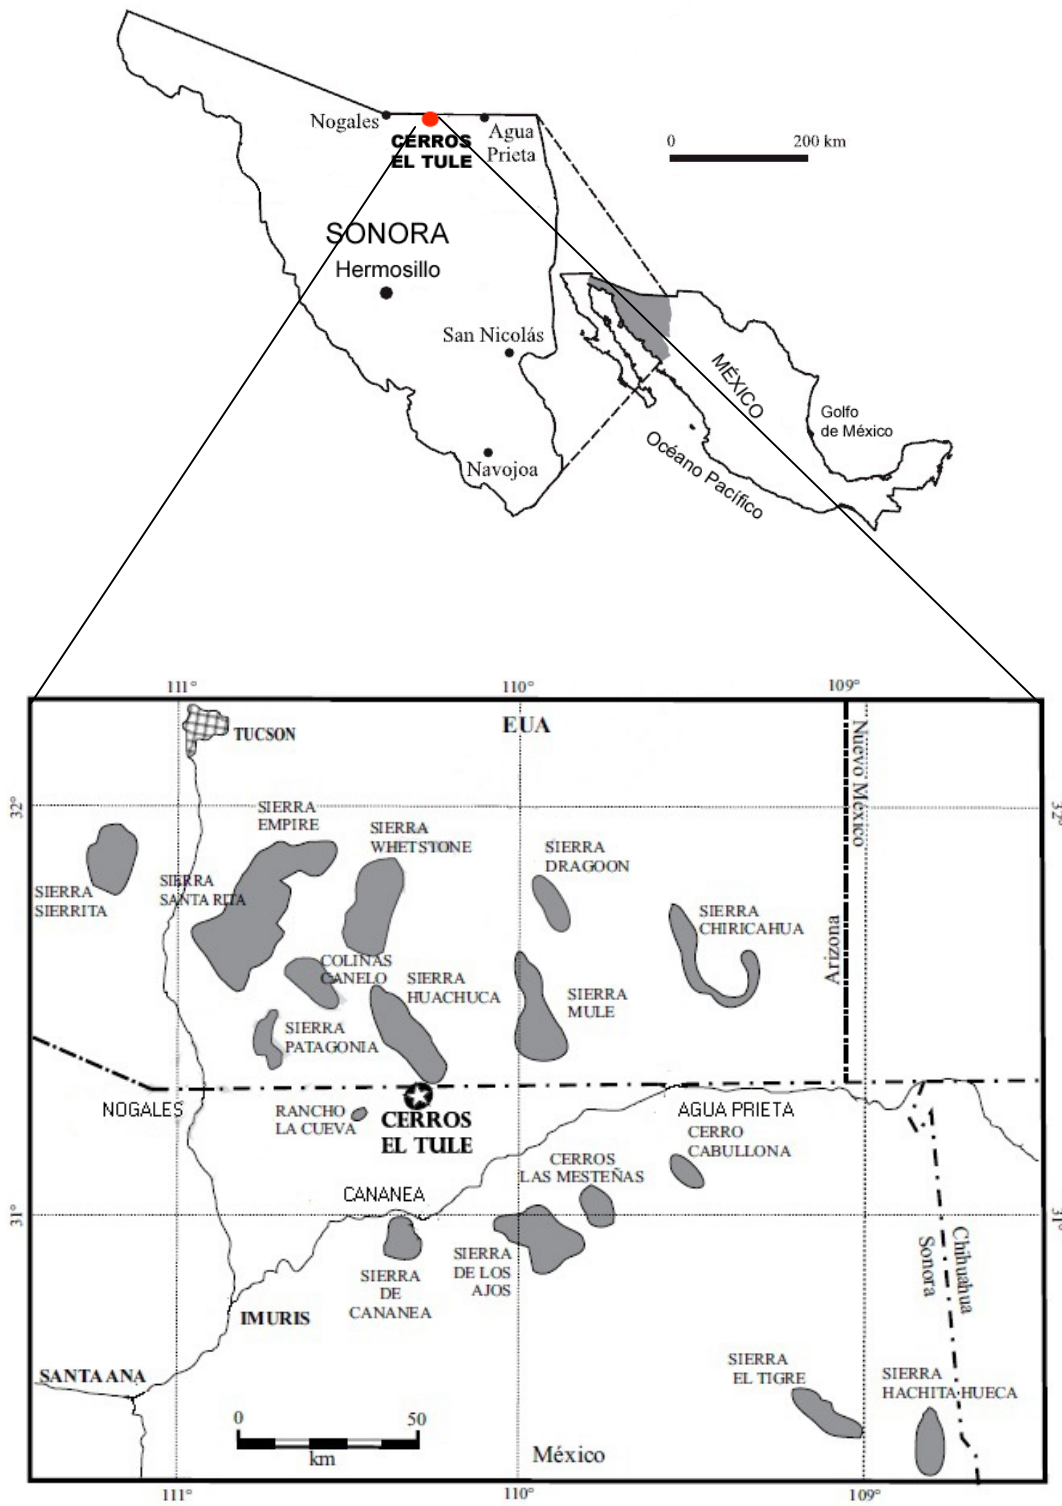 Nogales
CERROS
EL TULE
Agua
Prieta
0 200 km
SONORA
Hermosillo
San Nicolás
Navojoa
MÉXICO
Golfo
de México
Océano Pacífico
111° 110° 109°
TUCSON
EUA
Nuevo Mexico
Arizona
32° 32°
SIERRA
EMPIRE
SIERRA
WHETSTONE
SIERRA
DRAGOON
SIERRA
SIERRITA
SIERRA
SANTA RITA
SIERRA
CHIRICAHUA
COLINAS
CANELO
SIERRA
HUACHUCA
SIERRA
MULE
SIERRA
PATAGONIA
NOGALES
RANCHO
LA CUEVA
CERROS
EL TULE
AGUA PRIETA
CERRO
CABULLONA
CERROS
LAS MESTEÑAS
CANANEA
31° 31°
SIERRA
DE LOS
AJOS
SIERRA
DE
CANANEA
Chihuahua
Sonora
IMURIS
SANTA ANA
SIERRA
EL TIGRE
SIERRA
HACHITA HUECA
0 50
km
México
111° 110° 109°